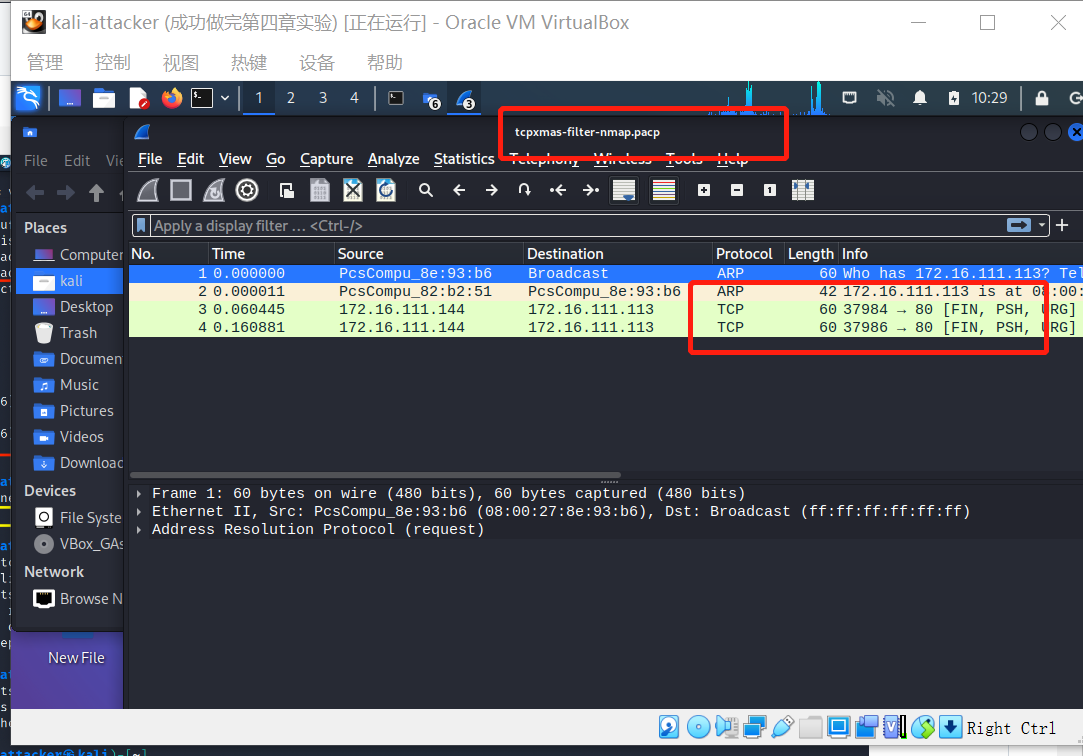 kali-attacker (成功做完第四章实验) [正在运行] - Oracle VM VirtualBox
管理 控制 视图 热键 设备 帮助
1 2 3 4 6 3 10:29
tcpxmas-filter-nmap.pacp
File Edit Vie
File Edit View Go Capture Analyze Statistics Telephony Wireless Tools Help
Apply a display filter … <Ctrl-/>
No. Time Source Destination Protocol Length Info
1 0.000000 PcsCompu_8e:93:b6 Broadcast ARP 60 Who has 172.16.111.113? Tel
2 0.000011 PcsCompu_82:b2:51 PcsCompu_8e:93:b6 ARP 42 172.16.111.113 is at 08:00:
3 0.060445 172.16.111.144 172.16.111.113 TCP 60 37984 → 80 [FIN, PSH, URG]
4 0.160881 172.16.111.144 172.16.111.113 TCP 60 37986 → 80 [FIN, PSH, URG]
Places
Computer
kali
Desktop
Trash
Documen
Music
Pictures
Videos
Downloac
Devices
File Syste
VBox_GAs
Network
Browse N
New File
Frame 1: 60 bytes on wire (480 bits), 60 bytes captured (480 bits)
Ethernet II, Src: PcsCompu_8e:93:b6 (08:00:27:8e:93:b6), Dst: Broadcast (ff:ff:ff:ff:ff:ff)
Address Resolution Protocol (request)
Right Ctrl
attacker㉿kali)-[~]